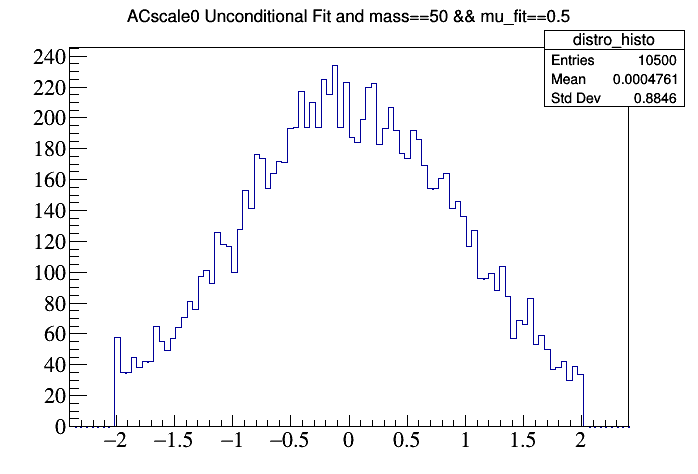 ACscale0 Unconditional Fit and mass==50 && mu_fit==0.5
distro_histo
Entries 10500
Mean 0.0004761
Std Dev 0.8846
240
220
200
180
160
140
120
100
80
60
40
20
0
−2 −1.5 −1 −0.5 0 0.5 1 1.5 2